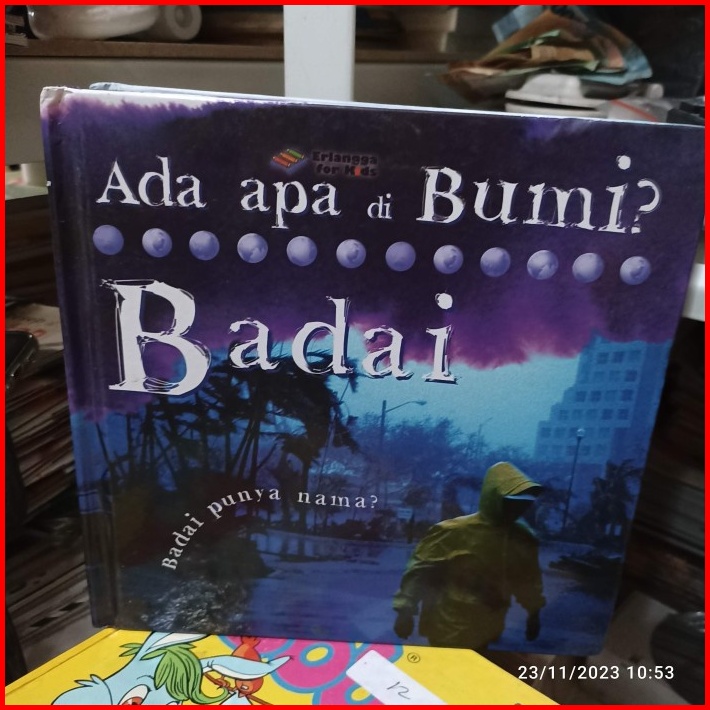 Erlangga
for Kids
Ada apa di Bumi?
Badai
Badai punya nama?
®
12
23/11/2023 10:53